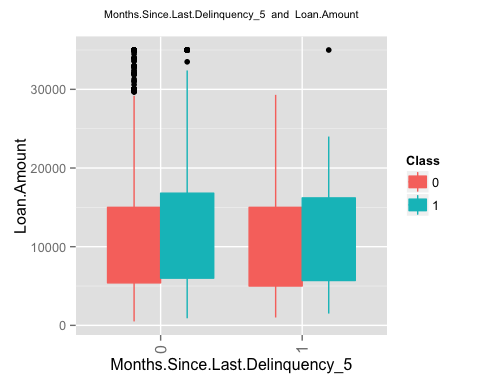 Months.Since.Last.Delinquency_5 and Loan.Amount
Loan.Amount
30000
20000
10000
0
0
1
Months.Since.Last.Delinquency_5
Class
0
1